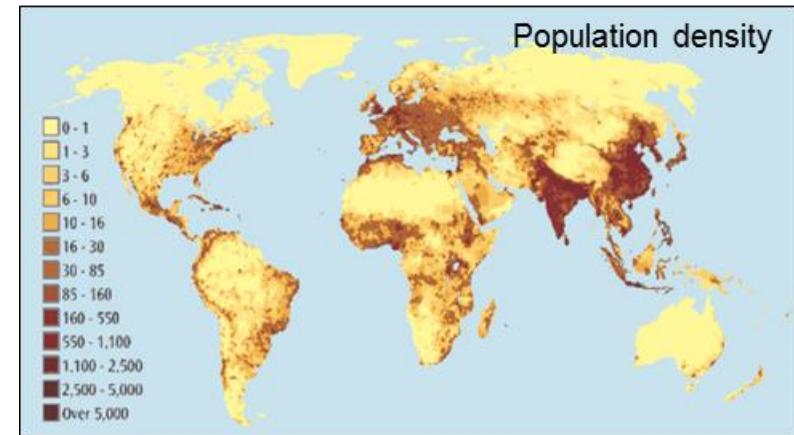 Population density
0 - 1
1 - 3
3 - 6
6 - 10
10 - 16
16 - 30
30 - 85
85 - 160
160 - 550
550 - 1,100
1,100 - 2,500
2,500 - 5,000
Over 5,000